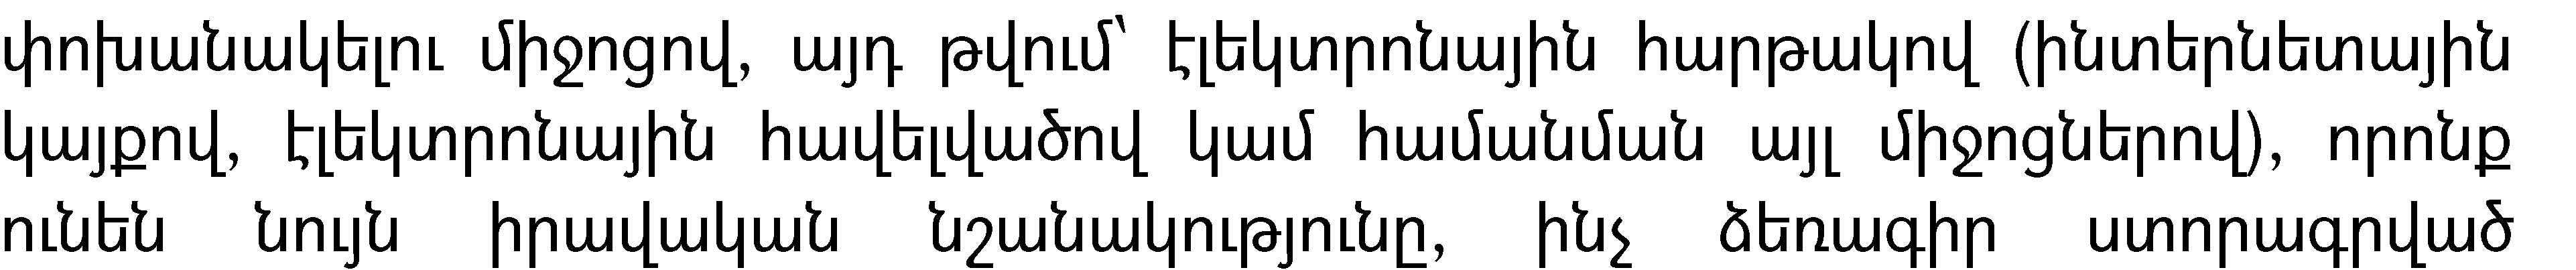 փոխանակելու միջոցով, այդ թվում՝ էլեկտրոնային հարթակով (ինտերնետային
կայքով, էլեկտրոնային հավելվածով կամ համանման այլ միջոցներով), որոնք
ունեն նույն իրավական նշանակությունը, ինչ ձեռագիր ստորագրված